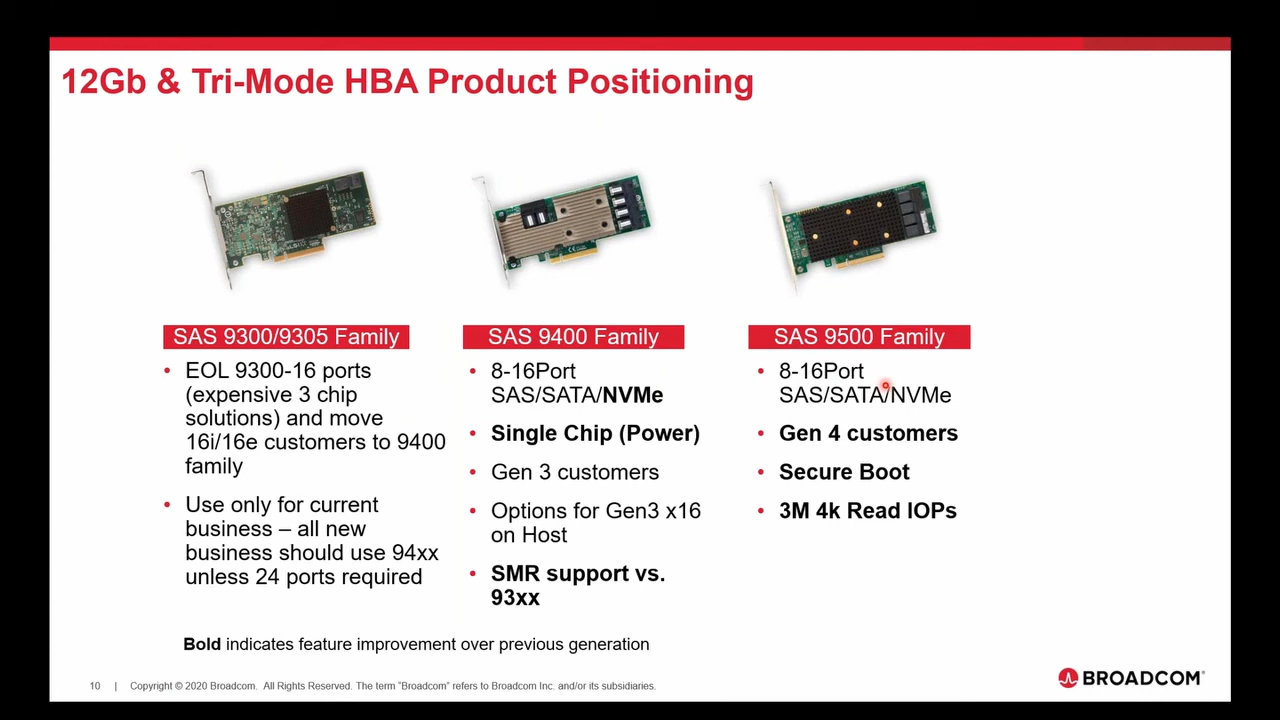 12Gb & Tri-Mode HBA Product Positioning
SAS 9300/9305 Family
• EOL 9300-16 ports
(expensive 3 chip
solutions) and move
16i/16e customers to 9400
family
• Use only for current
business – all new
business should use 94xx
unless 24 ports required
SAS 9400 Family
• 8-16Port
SAS/SATA/NVMe
• Single Chip (Power)
• Gen 3 customers
• Options for Gen3 x16
on Host
• SMR support vs.
93xx
SAS 9500 Family
• 8-16Port
SAS/SATA/NVMe
• Gen 4 customers
• Secure Boot
• 3M 4k Read IOPs
Bold indicates feature improvement over previous generation
10 | Copyright © 2020 Broadcom. All Rights Reserved. The term “Broadcom” refers to Broadcom Inc. and/or its subsidiaries.
BROADCOM®